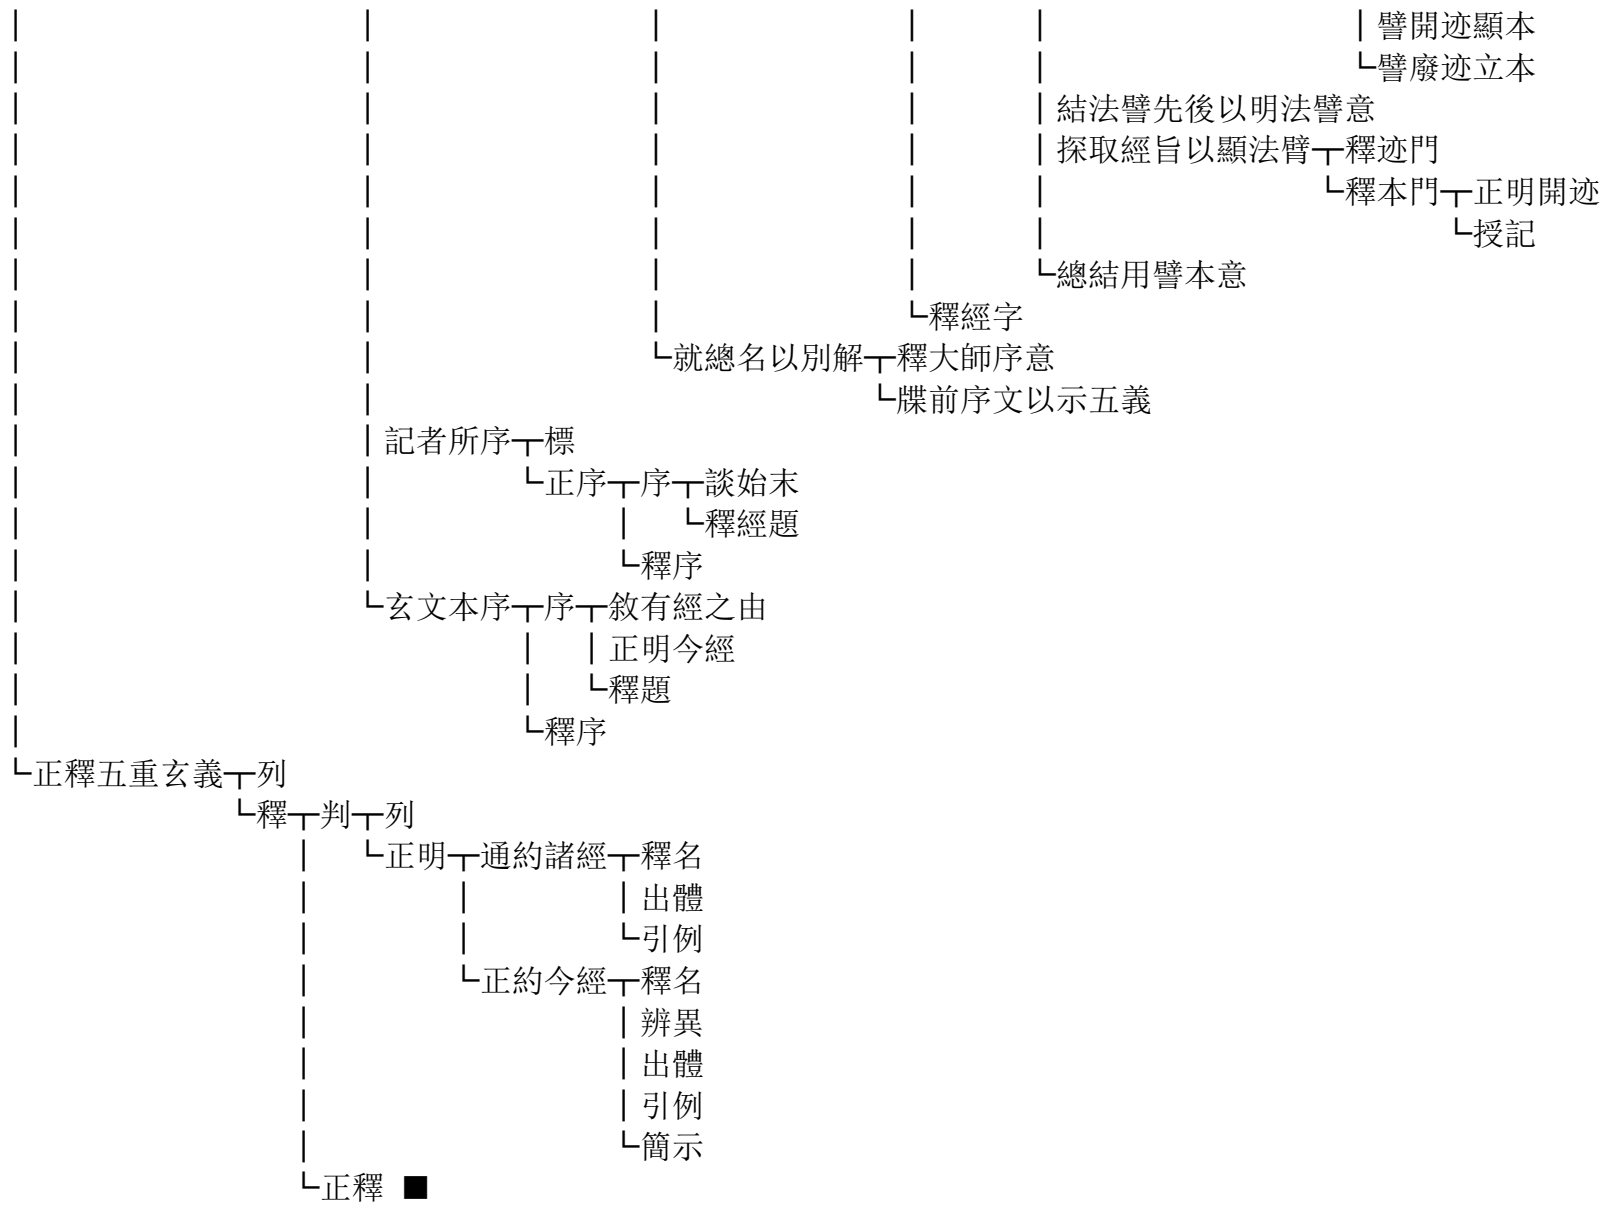 │　　　　　　　　　　│　　　　　　　　│　　　　　　　│　　　│　　　　　　　　　│譬開迹顯本
│　　　　　　　　　　│　　　　　　　　│　　　　　　　│　　　│　　　　　　　　　└譬廢迹立本
│　　　　　　　　　　│　　　　　　　　│　　　　　　　│　　　│結法譬先後以明法譬意
│　　　　　　　　　　│　　　　　　　　│　　　　　　　│　　　│探取經旨以顯法臂┬釋迹門
│　　　　　　　　　　│　　　　　　　　│　　　　　　　│　　　│　　　　　　　　└釋本門┬正明開迹
│　　　　　　　　　　│　　　　　　　　│　　　　　　　│　　　│　　　　　　　　　　　　└授記
│　　　　　　　　　　│　　　　　　　　│　　　　　　　│　　　└總結用譬本意
│　　　　　　　　　　│　　　　　　　　│　　　　　　　└釋經字
│　　　　　　　　　　│　　　　　　　　└就總名以別解┬釋大師序意
│　　　　　　　　　　│　　　　　　　　　　　　　　　└牒前序文以示五義
│　　　　　　　　　　│記者所序┬標
│　　　　　　　　　　│　　　　└正序┬序┬談始末
│　　　　　　　　　　│　　　　　　　│　└釋經題
│　　　　　　　　　　│　　　　　　　└釋序
│　　　　　　　　　　└玄文本序┬序┬敘有經之由
│　　　　　　　　　　　　　　　│　│正明今經
│　　　　　　　　　　　　　　　│　└釋題
│　　　　　　　　　　　　　　　└釋序
└正釋五重玄義┬列
　　　　　　　└釋┬判┬列
　　　　　　　　　│　└正明┬通約諸經┬釋名
　　　　　　　　　│　　　　│　　　　│出體
　　　　　　　　　│　　　　│　　　　└引例
　　　　　　　　　│　　　　└正約今經┬釋名
　　　　　　　　　│　　　　　　　　　│辨異
　　　　　　　　　│　　　　　　　　　│出體
　　　　　　　　　│　　　　　　　　　│引例
　　　　　　　　　│　　　　　　　　　└簡示
　　　　　　　　　└正釋 ■